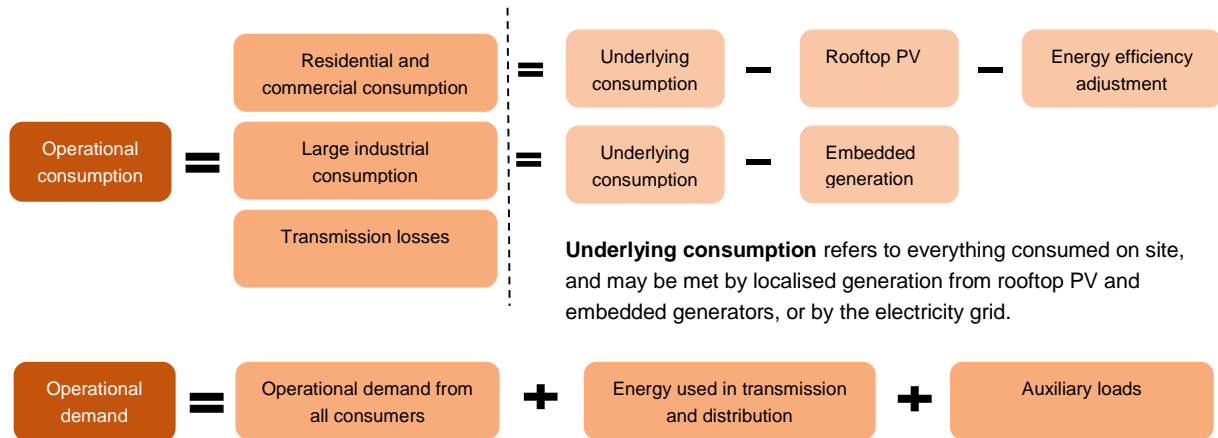 Residential and
commercial consumption
=
Underlying
consumption
–
Rooftop PV
–
Energy efficiency
adjustment
Operational
consumption
=
Large industrial
consumption
=
Underlying
consumption
–
Embedded
generation
Transmission losses
Underlying consumption refers to everything consumed on site,
and may be met by localised generation from rooftop PV and
embedded generators, or by the electricity grid.
Operational
demand
=
Operational demand from
all consumers
+
Energy used in transmission
and distribution
+
Auxiliary loads